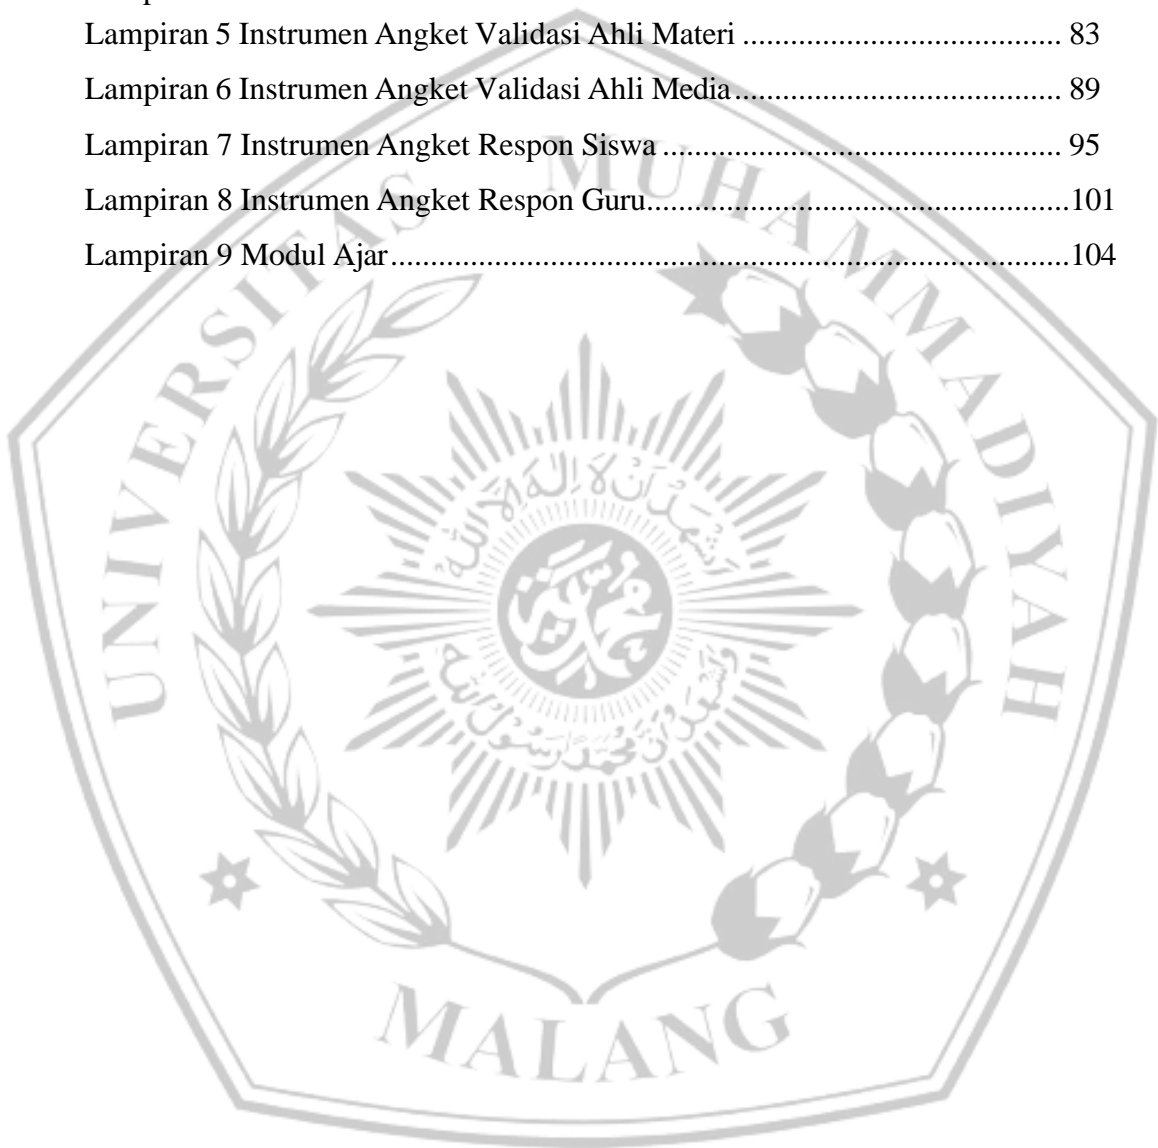 Lampiran 5 Instrumen Angket Validasi Ahli Materi ........................................ 83
Lampiran 6 Instrumen Angket Validasi Ahli Media ........................................ 89
Lampiran 7 Instrumen Angket Respon Siswa .................................................. 95
Lampiran 8 Instrumen Angket Respon Guru.....................................................101
Lampiran 9 Modul Ajar.....................................................................................104
UNIVERSITAS MUHAMMADIYAH
MALANG